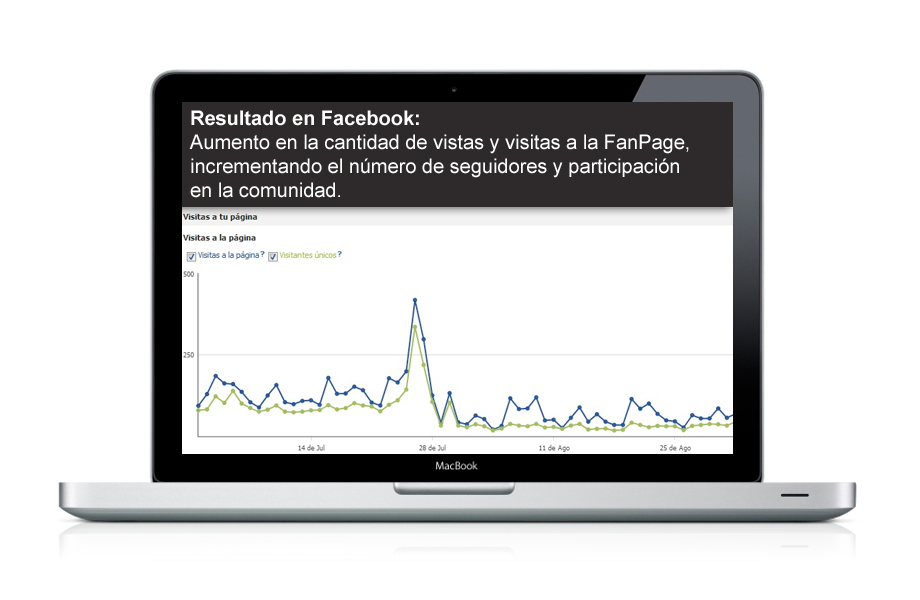 Resultado en Facebook:
Aumento en la cantidad de vistas y visitas a la FanPage,
incrementando el número de seguidores y participación
en la comunidad.
Visitas a tu página
Visitas a la página
Visitas a la página ? Visitantes únicos ?
500
250
14 de Jul 28 de Jul 11 de Ago 25 de Ago
MacBook